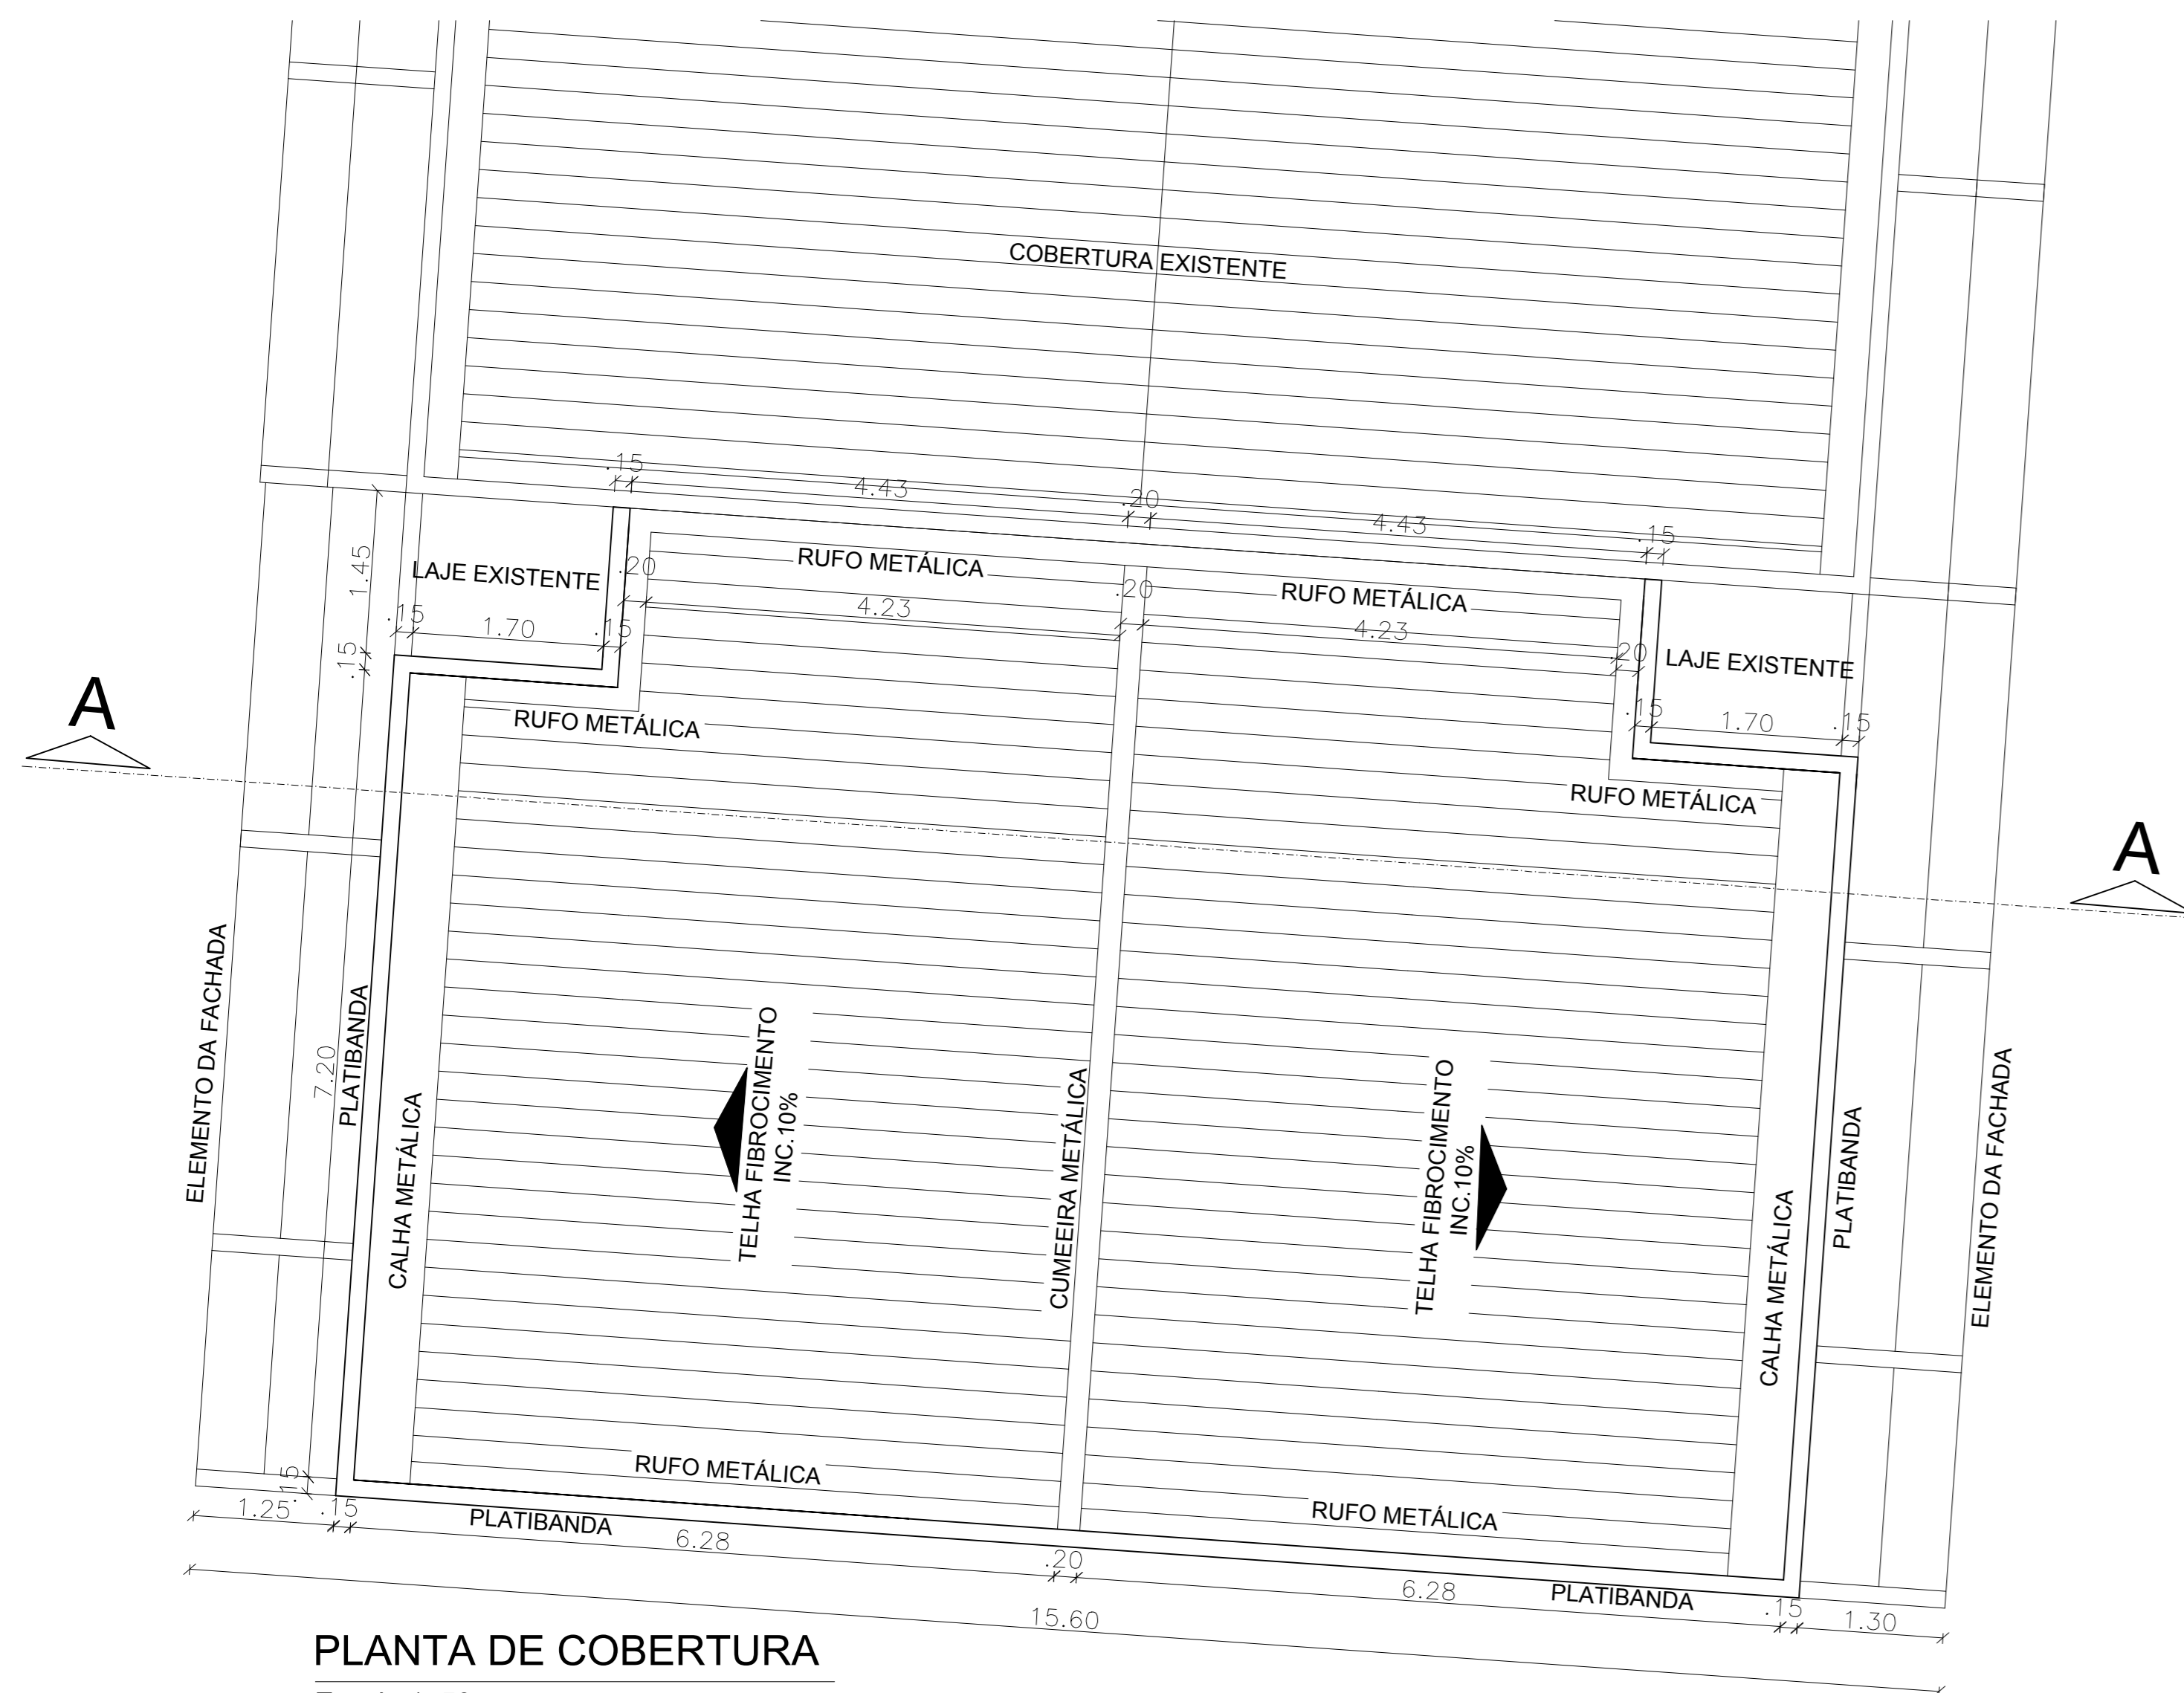 COBERTURA EXISTENTE
.15
4.43
.20
4.43
.15
1.45
LAJE EXISTENTE
.20
RUFO METÁLICA
.20
RUFO METÁLICA
4.23
4.23
.15
1.70
.15
.15
.20
LAJE EXISTENTE
A
RUFO METÁLICA
.15
1.70
.15
RUFO METÁLICA
A
ELEMENTO DA FACHADA
7.20
PLATIBANDA
CALHA METÁLICA
TELHA FIBROCIMENTO
INC.10%
CUMEEIRA METÁLICA
TELHA FIBROCIMENTO
INC.10%
CALHA METÁLICA
PLATIBANDA
ELEMENTO DA FACHADA
.15
RUFO METÁLICA
RUFO METÁLICA
1.25
.15
PLATIBANDA
6.28
.20
6.28
PLATIBANDA
.15
1.30
15.60
PLANTA DE COBERTURA